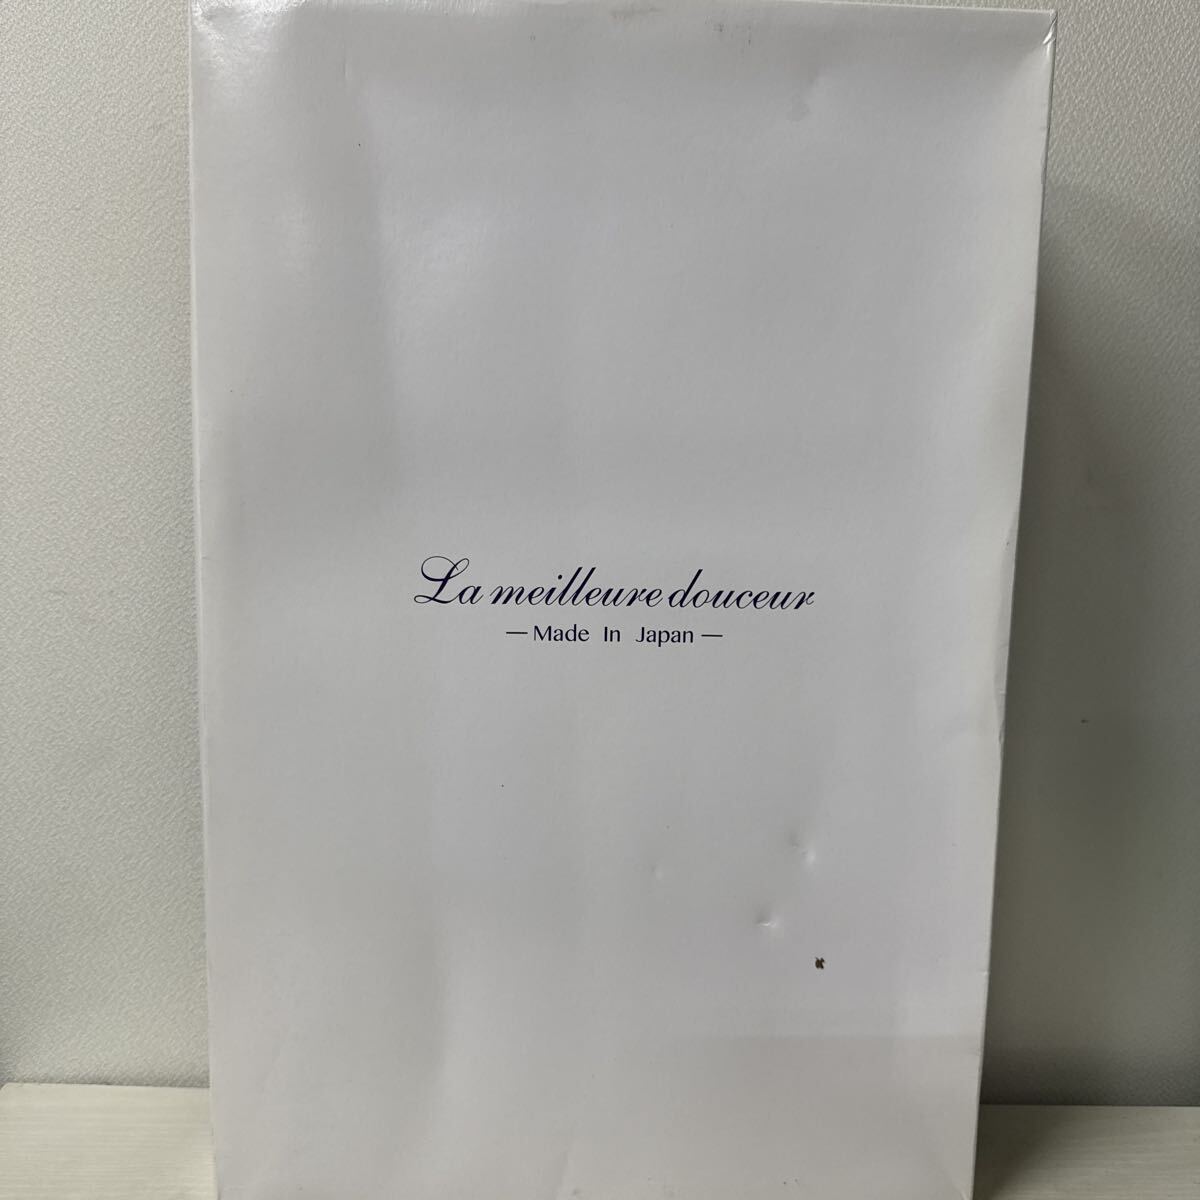 La meilleure douceur
— Made In Japan —